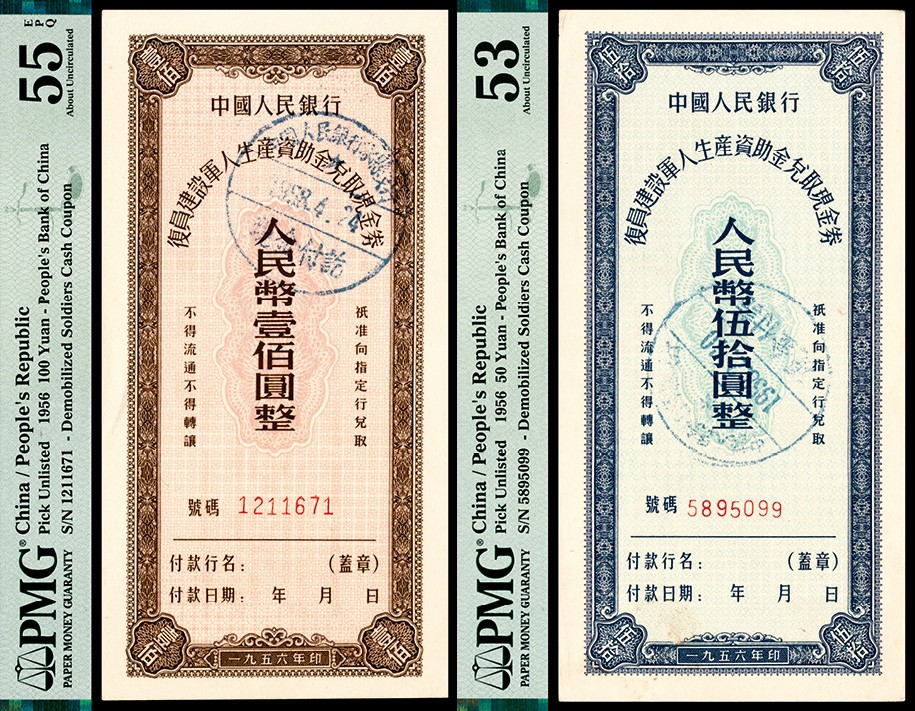 55
EPQ
About Uncirculated
China / People's Republic
Pick Unlisted 1956 100 Yuan - People's Bank of China
S/N 1211671 - Demobilized Soldiers Cash Coupon
PMG®
PAPER MONEY GUARANTY
壹佰
壹佰
中國人民銀行
復員建設軍人生産資助金兌取現金券
1958.4.24
付訖
人民幣壹佰圓整
祇准向指定行兌取
不得流通不得轉讓
號碼 1211671
付款行名： （蓋章）
付款日期： 年 月 日
壹佰
壹佰
一九五六年印
53
About Uncirculated
China / People's Republic
Pick Unlisted 1956 50 Yuan - People's Bank of China
S/N 5895099 - Demobilized Soldiers Cash Coupon
PMG®
PAPER MONEY GUARANTY
伍拾
伍拾
中國人民銀行
復員建設軍人生産資助金兌取現金券
人民幣伍拾圓整
祇准向指定行兌取
不得流通不得轉讓
號碼 5895099
付款行名： （蓋章）
付款日期： 年 月 日
伍拾
伍拾
一九五六年印